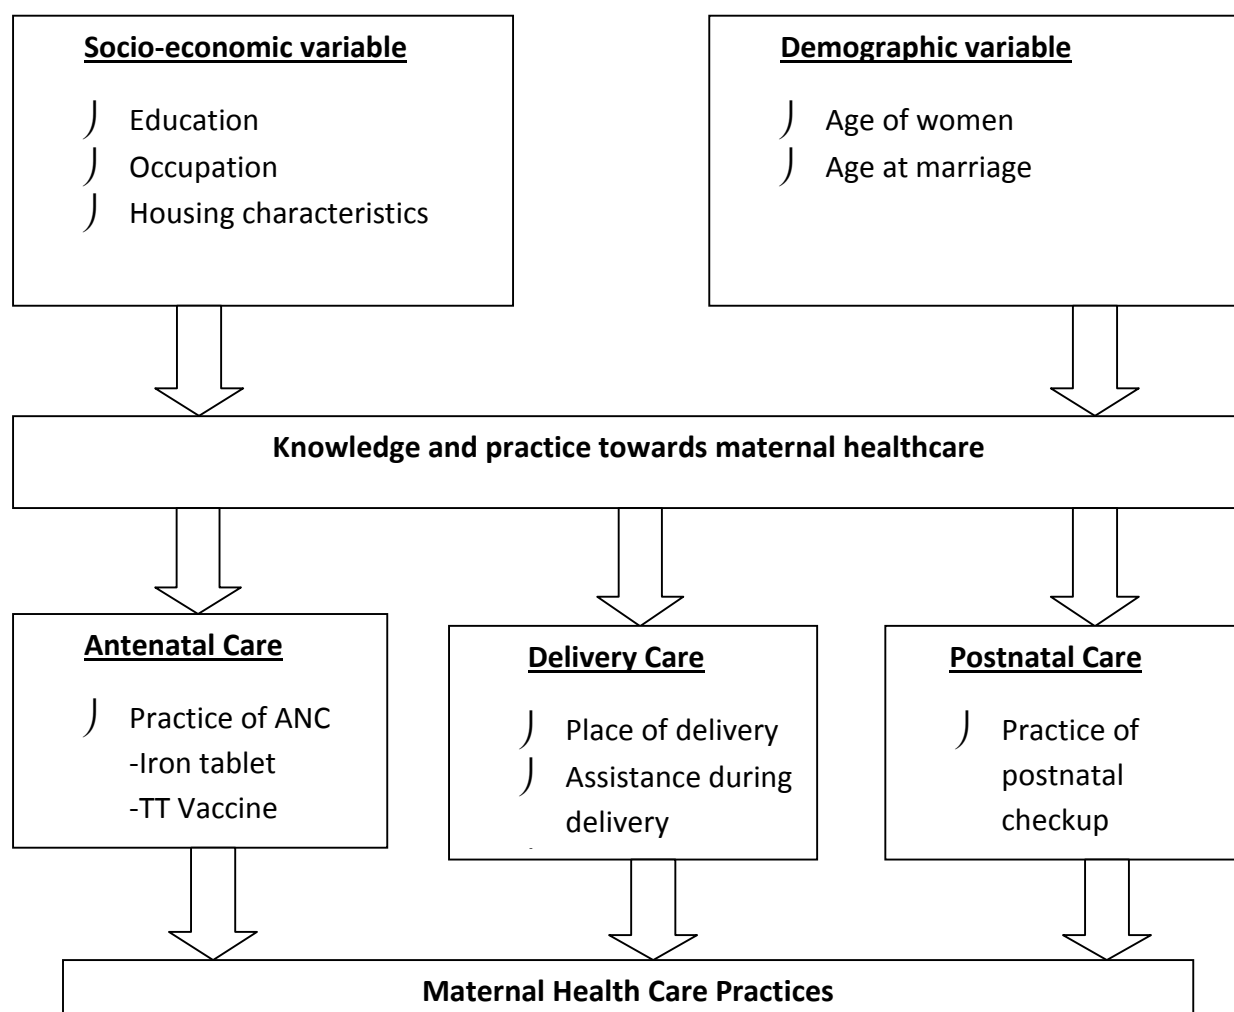 Socio-economic variable
Education
Occupation
Housing characteristics
Demographic variable
Age of women
Age at marriage
Knowledge and practice towards maternal healthcare
Antenatal Care
Practice of ANC
-Iron tablet
-TT Vaccine
Delivery Care
Place of delivery
Assistance during
delivery
Postnatal Care
Practice of
postnatal
checkup
Maternal Health Care Practices